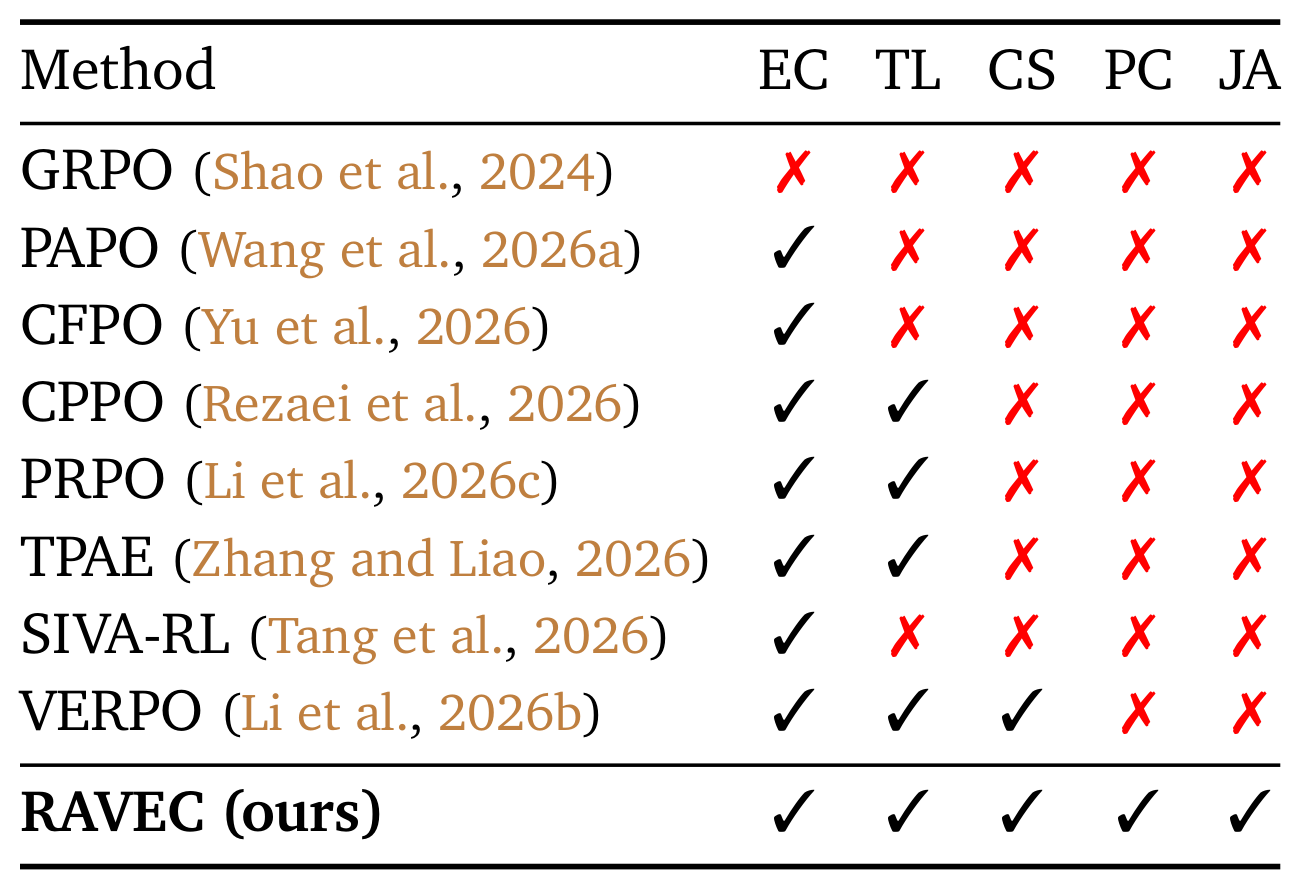 Method EC TL CS PC JA
GRPO (Shao et al., 2024) ✗ ✗ ✗ ✗ ✗
PAPO (Wang et al., 2026a) ✓ ✗ ✗ ✗ ✗
CFPO (Yu et al., 2026) ✓ ✗ ✗ ✗ ✗
CPPO (Rezaei et al., 2026) ✓ ✓ ✗ ✗ ✗
PRPO (Li et al., 2026c) ✓ ✓ ✗ ✗ ✗
TPAE (Zhang and Liao, 2026) ✓ ✓ ✗ ✗ ✗
SIVA-RL (Tang et al., 2026) ✓ ✗ ✗ ✗ ✗
VERPO (Li et al., 2026b) ✓ ✓ ✓ ✗ ✗
RAVEC (ours) ✓ ✓ ✓ ✓ ✓